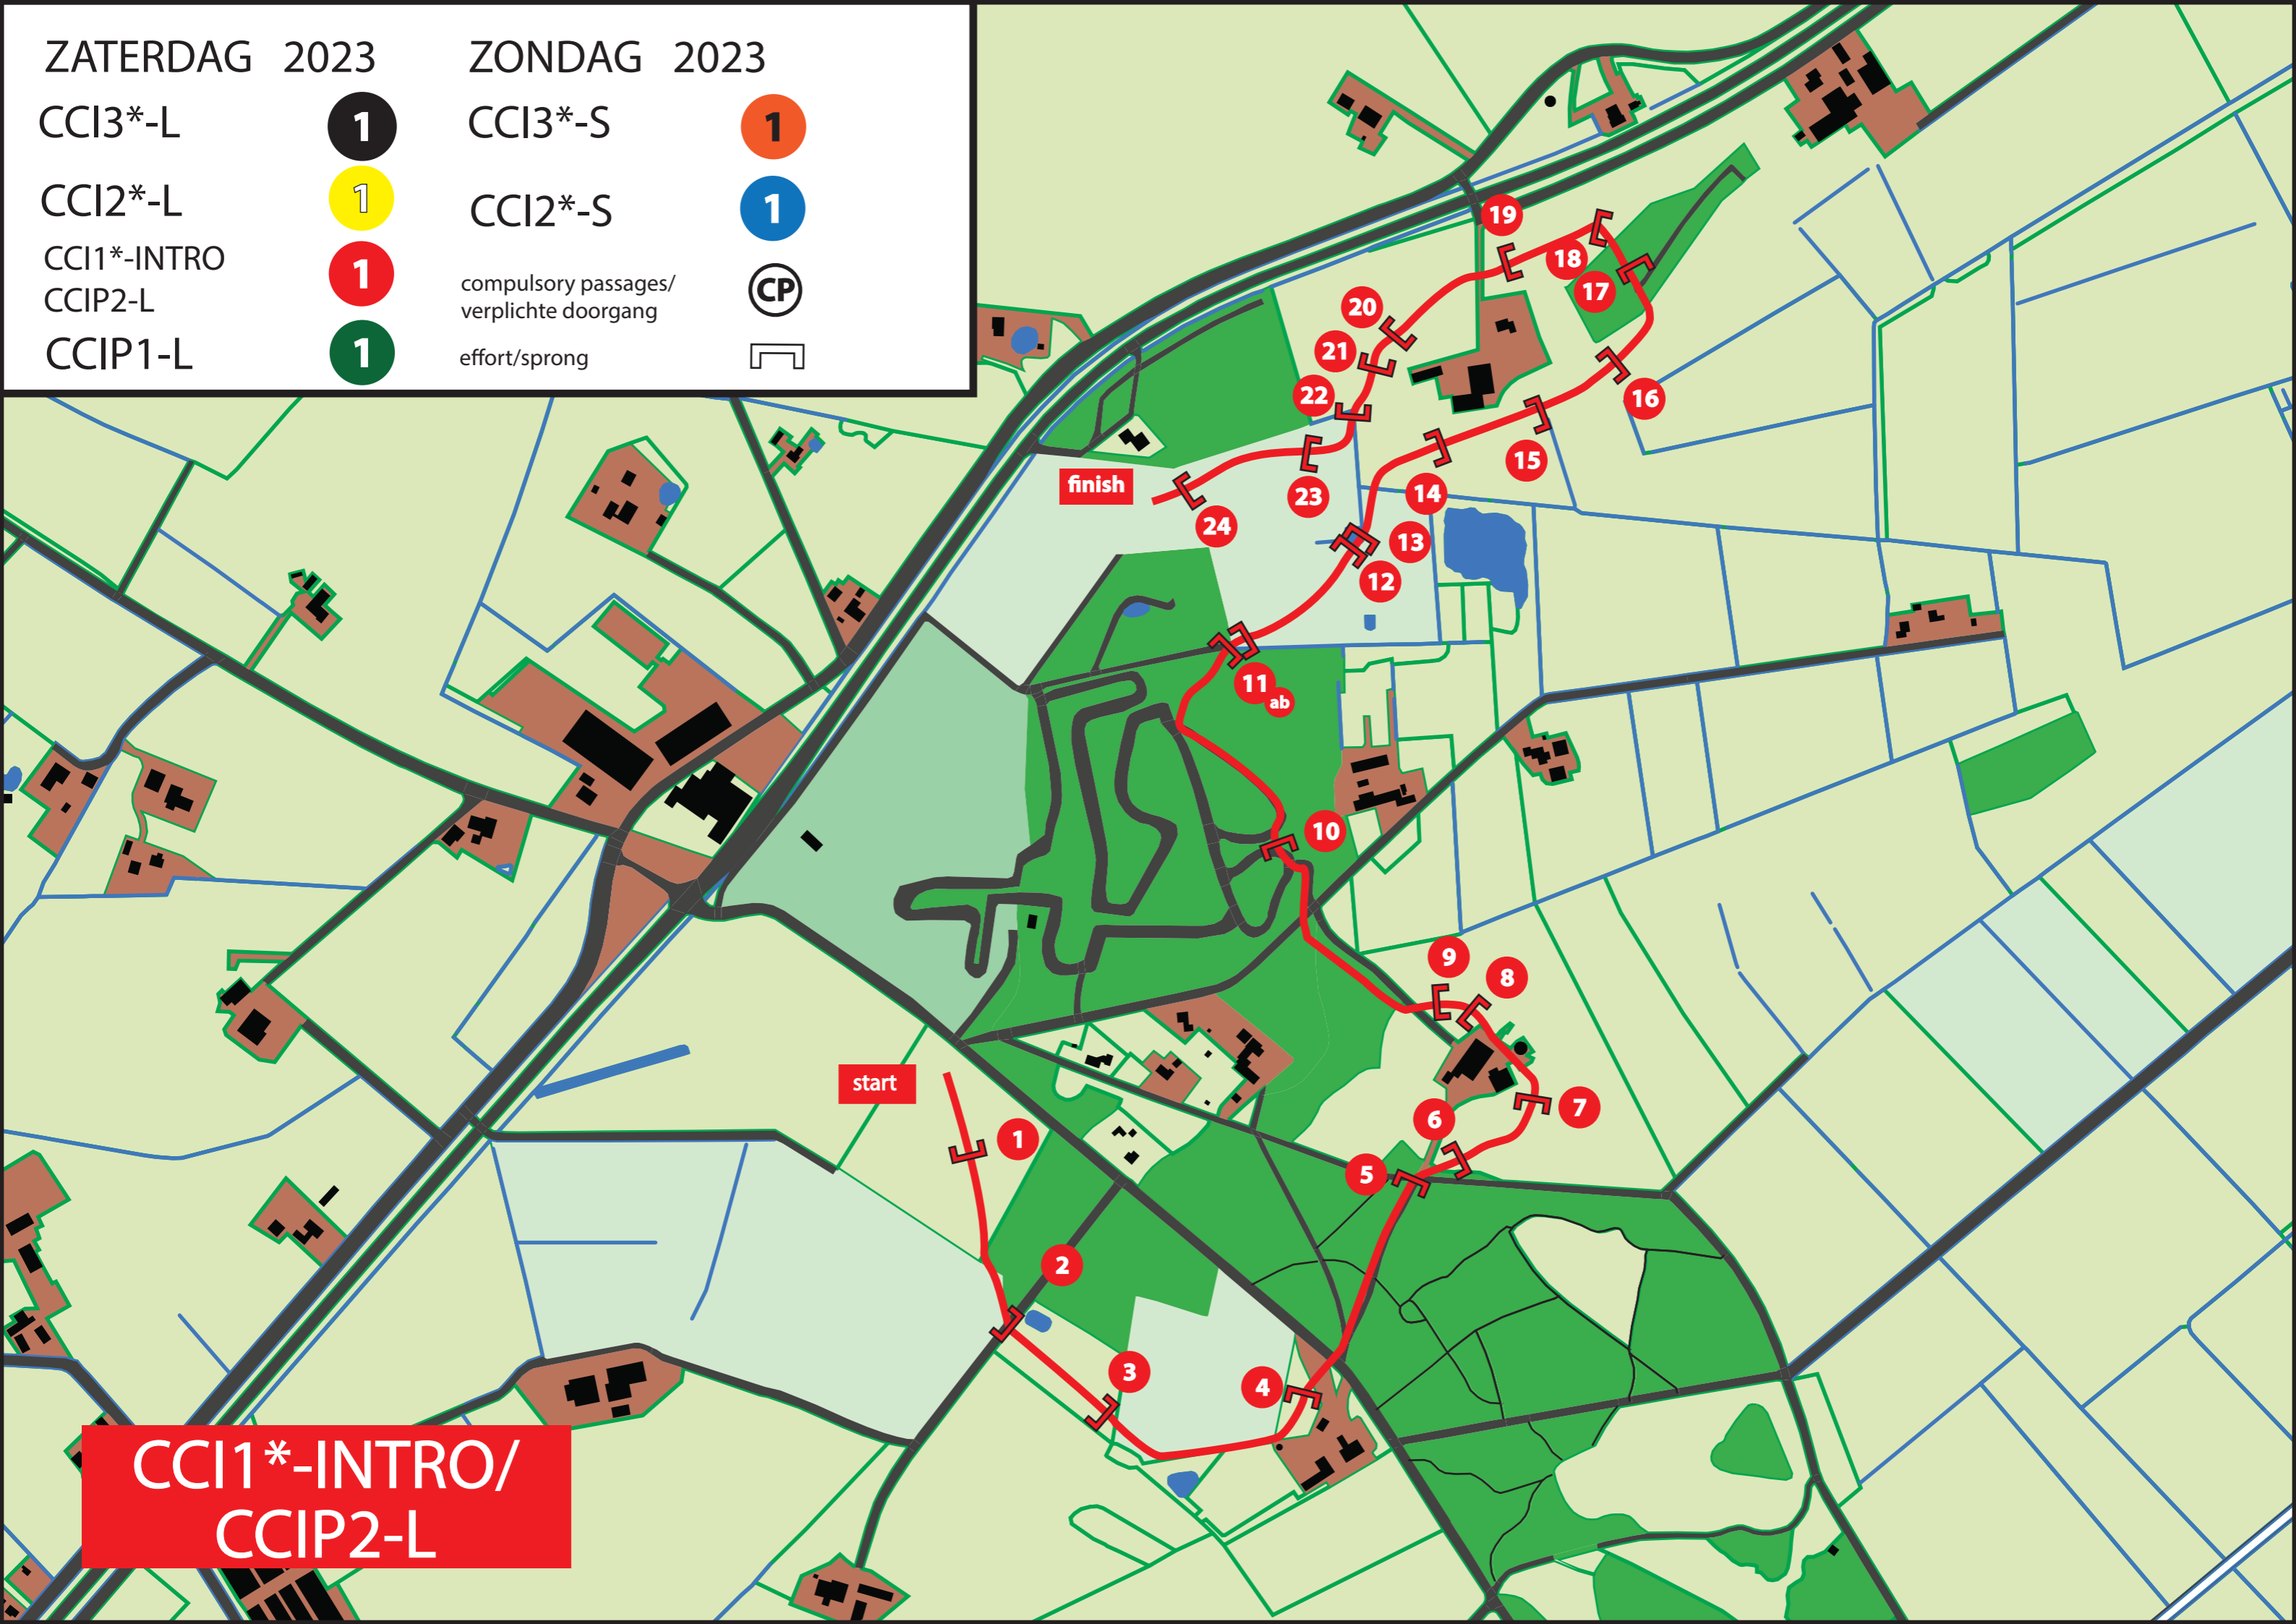 ZATERDAG 2023
CCI3*-L 1
CCI2*-L 1
CCI1*-INTRO
CCIP2-L 1
CCIP1-L 1
ZONDAG 2023
CCI3*-S 1
CCI2*-S 1
compulsory passages/
verplichte doorgang CP
effort/sprong
19
18
17
20
21
22
16
15
finish
23
14
24
13
12
11
ab
10
9
8
start
7
6
1
5
2
3
4
CCI1*-INTRO/
CCIP2-L